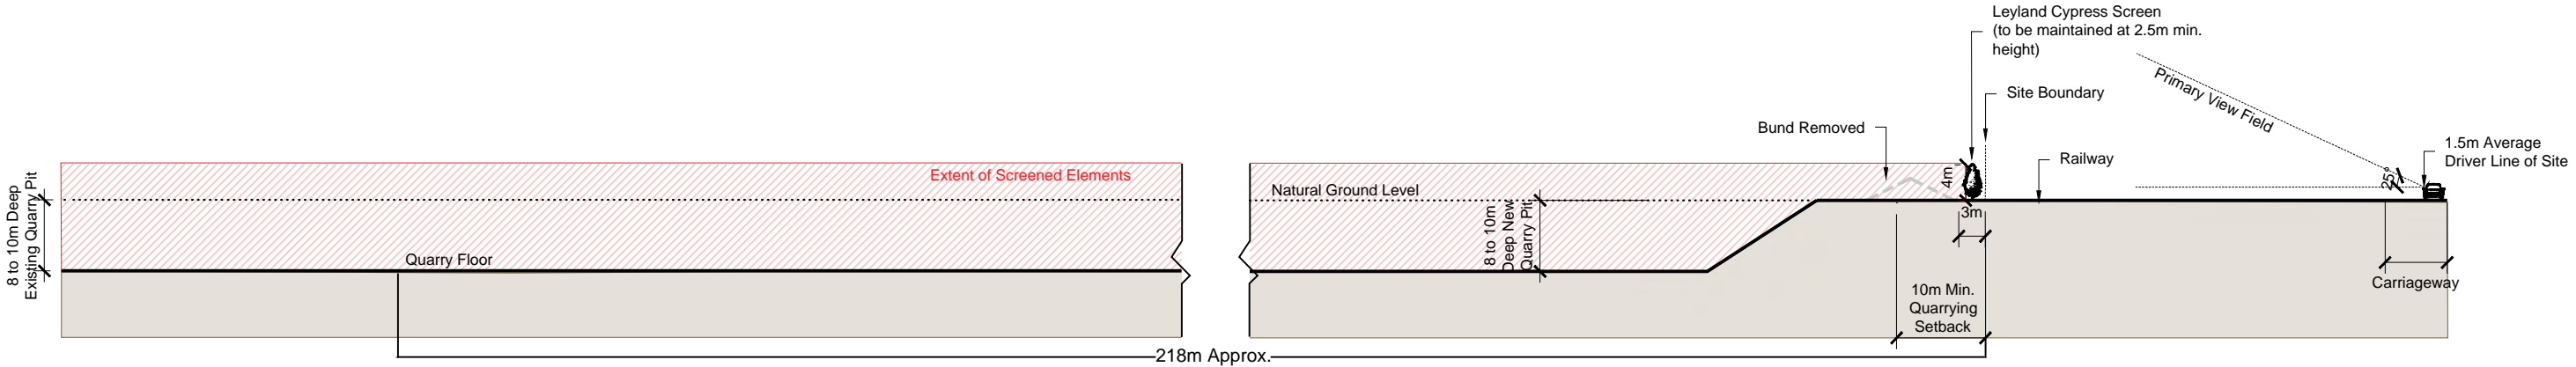 Leyland Cypress Screen
(to be maintained at 2.5m min.
height)
Site Boundary
Primary View Field
Bund Removed
1.5m Average
Driver Line of Site
Railway
25°
Extent of Screened Elements
4m
Natural Ground Level
8 to 10m Deep
Existing Quarry Pit
8 to 10m
Deep New
Quarry Pit
3m
Quarry Floor
Carriageway
10m Min.
Quarrying
Setback
218m Approx.